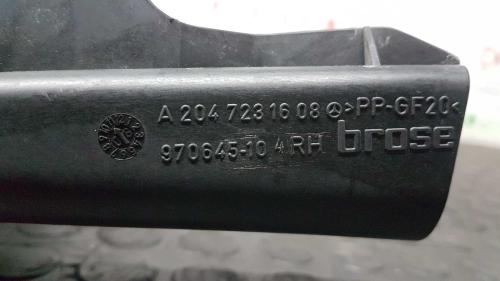 A 204 723 16 08 >PP-GF20<
970645-10 4 RH brose